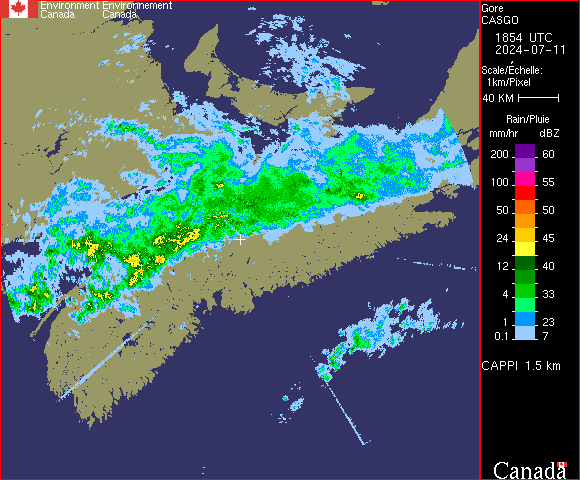 Environment Environnement
Canada Canada
Gore
CASGO
1854 UTC
2024-07-11
Scale/Echelle:
1km/Pixel
40 KM
Rain/Pluie
mm/hr dBZ
200 60
100 55
50 50
24 45
12 40
4 33
2 23
0.1 7
CAPPI 1.5 km
Canada